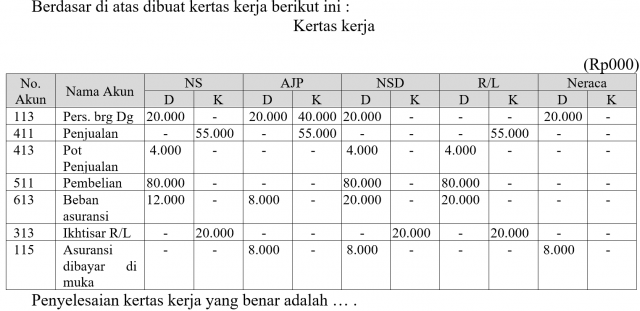 Berdasar di atas dibuat kertas kerja berikut ini :
Kertas kerja
(Rp000)
No. Akun Nama Akun NS AJP NSD R/L Neraca
D K D K D K D K D K
113 Pers. brg Dg 20.000 - 20.000 40.000 20.000 - - - 20.000 -
411 Penjualan - 55.000 - 55.000 - - - 55.000 - -
413 Pot Penjualan 4.000 - - - 4.000 - 4.000 - - -
511 Pembelian 80.000 - - - 80.000 - 80.000 - - -
613 Beban asuransi 12.000 - 8.000 - 20.000 - 20.000 - - -
313 Ikhtisar R/L - 20.000 - - - 20.000 - 20.000 - -
115 Asuransi dibayar di muka - - 8.000 - 8.000 - - - 8.000 -
Penyelesaian kertas kerja yang benar adalah … .